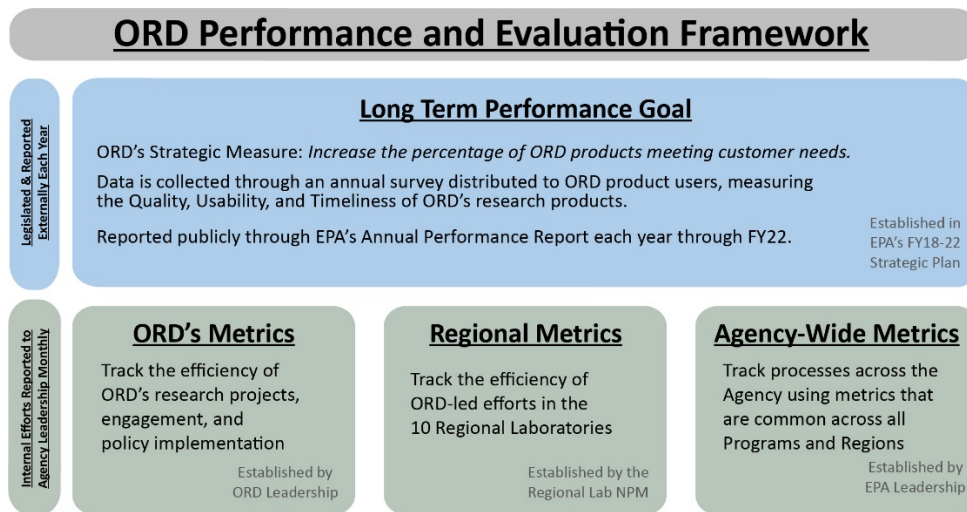 ORD Performance and Evaluation Framework
Legislated & Reported
Externally Each Year
Long Term Performance Goal
ORD's Strategic Measure: Increase the percentage of ORD products meeting customer needs.
Data is collected through an annual survey distributed to ORD product users, measuring
the Quality, Usability, and Timeliness of ORD's research products.
Reported publicly through EPA's Annual Performance Report each year through FY22.
Established in
EPA's FY18-22
Strategic Plan
Internal Efforts Reported to
Agency Leadership Monthly
ORD's Metrics
Track the efficiency of
ORD's research projects,
engagement, and
policy implementation
Established by
ORD Leadership
Regional Metrics
Track the efficiency of
ORD-led efforts in the
10 Regional Laboratories
Established by the
Regional Lab NPM
Agency-Wide Metrics
Track processes across the
Agency using metrics that
are common across all
Programs and Regions
Established by
EPA Leadership